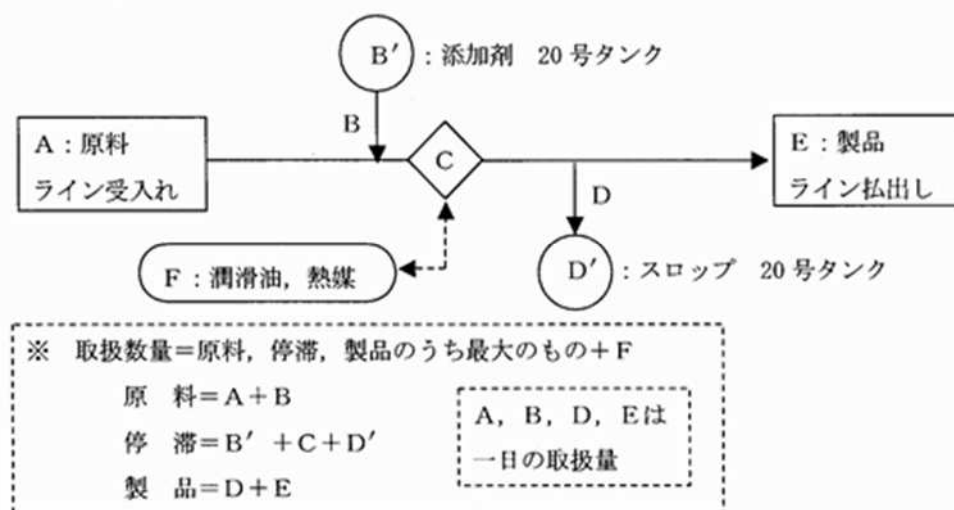 B′ : 添加剤 20号タンク
B
A : 原料
ライン受入れ
C
E : 製品
ライン払出し
D
F : 潤滑油, 熱媒
D′ : スロップ 20号タンク
※ 取扱数量=原料, 停滞, 製品のうち最大のもの+F
原 料=A+B
停 滞=B′+C+D′
製 品=D+E
A, B, D, Eは
一日の取扱量